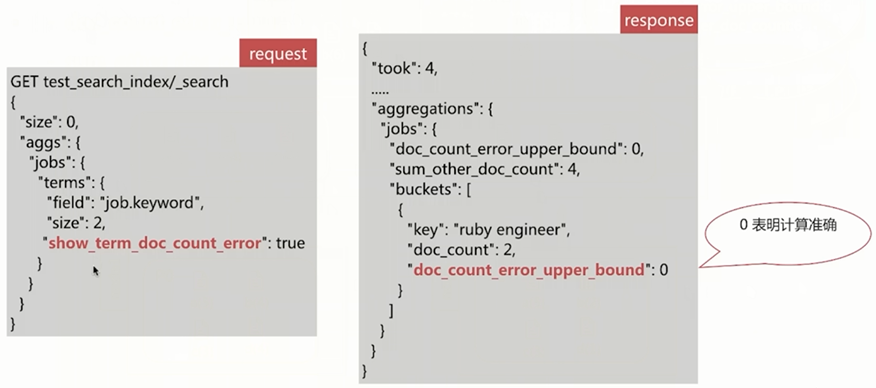 request
GET test_search_index/_search
{
"size": 0,
"aggs": {
"jobs": {
"terms": {
"field": "job.keyword",
"size": 2,
"show_term_doc_count_error": true
}
}
}
}
response
{
"took": 4,
.....
"aggregations": {
"jobs": {
"doc_count_error_upper_bound": 0,
"sum_other_doc_count": 4,
"buckets": [
{
"key": "ruby engineer",
"doc_count": 2,
"doc_count_error_upper_bound": 0
}
]
}
}
}
0 表明计算准确